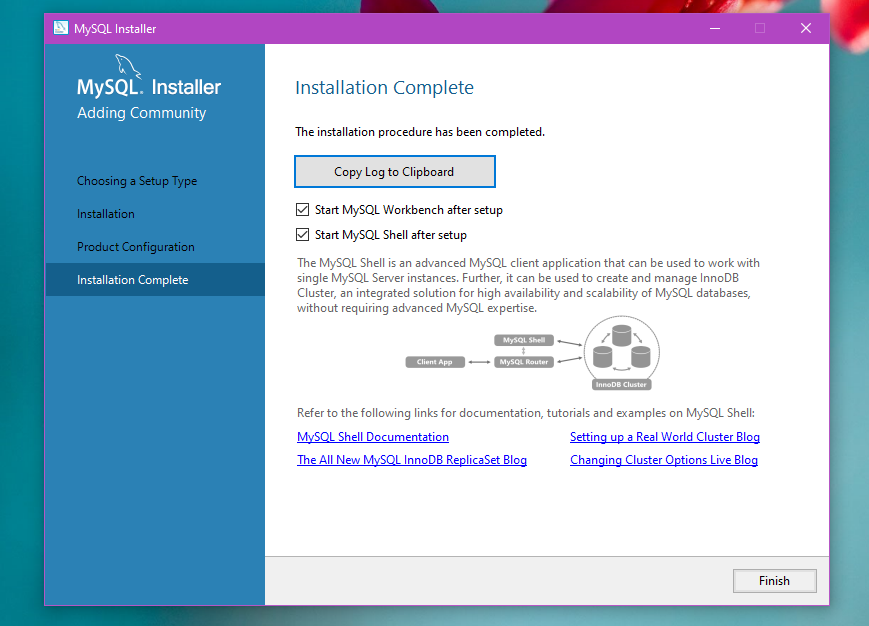 MySQL Installer
MySQL. Installer
Adding Community
Choosing a Setup Type
Installation
Product Configuration
Installation Complete
Installation Complete
The installation procedure has been completed.
Copy Log to Clipboard
Start MySQL Workbench after setup
Start MySQL Shell after setup
The MySQL Shell is an advanced MySQL client application that can be used to work with
single MySQL Server instances. Further, it can be used to create and manage InnoDB
Cluster, an integrated solution for high availability and scalability of MySQL databases,
without requiring advanced MySQL expertise.
MySQL Shell
Client App
MySQL Router
InnoDB Cluster
Refer to the following links for documentation, tutorials and examples on MySQL Shell:
MySQL Shell Documentation
Setting up a Real World Cluster Blog
The All New MySQL InnoDB ReplicaSet Blog
Changing Cluster Options Live Blog
Finish